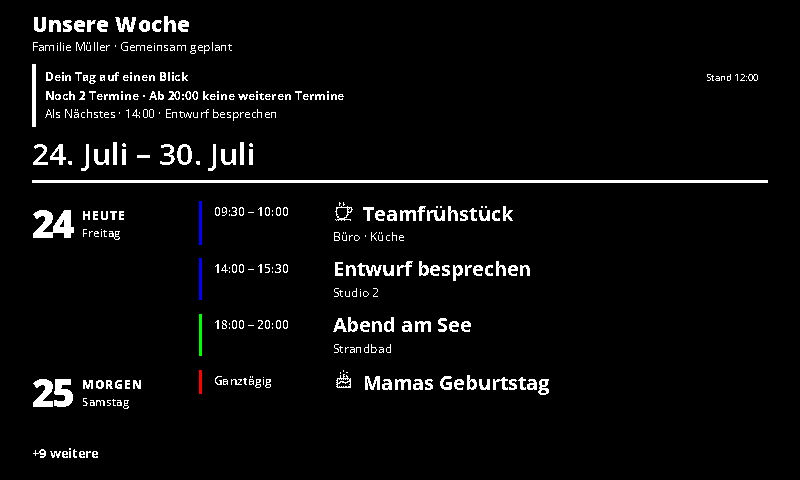 Unsere Woche
Familie Müller · Gemeinsam geplant
Dein Tag auf einen Blick
Stand 12:00
Noch 2 Termine · Ab 20:00 keine weiteren Termine
Als Nächstes · 14:00 · Entwurf besprechen
24. Juli – 30. Juli
24 HEUTE
Freitag
09:30 – 10:00
Teamfrühstück
Büro · Küche
14:00 – 15:30
Entwurf besprechen
Studio 2
18:00 – 20:00
Abend am See
Strandbad
25 MORGEN
Samstag
Ganztägig
Mamas Geburtstag
+9 weitere